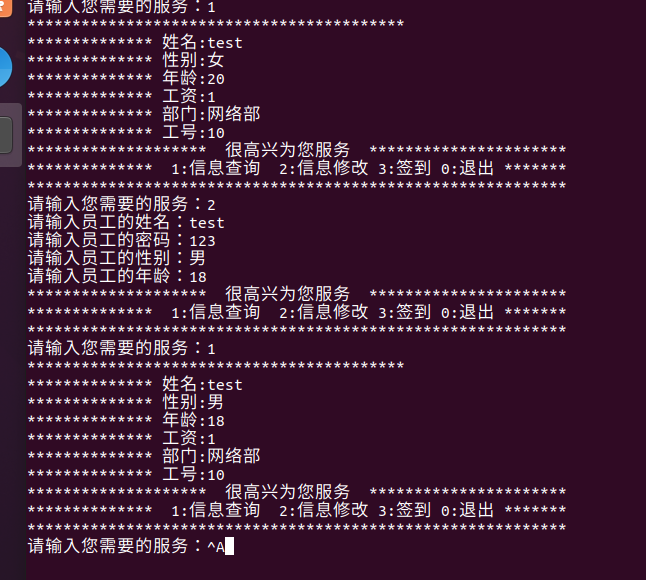 请输入您需要的服务：1
******************************************
************** 姓名:test
************** 性别:女
************** 年龄:20
************** 工资:1
************** 部门:网络部
************** 工号:10
********************  很高兴为您服务  **********************
**************  1:信息查询  2:信息修改 3:签到 0:退出 *******
************************************************************
请输入您需要的服务：2
请输入员工的姓名：test
请输入员工的密码：123
请输入员工的性别：男
请输入员工的年龄：18
********************  很高兴为您服务  **********************
**************  1:信息查询  2:信息修改 3:签到 0:退出 *******
************************************************************
请输入您需要的服务：1
******************************************
************** 姓名:test
************** 性别:男
************** 年龄:18
************** 工资:1
************** 部门:网络部
************** 工号:10
********************  很高兴为您服务  **********************
**************  1:信息查询  2:信息修改 3:签到 0:退出 *******
************************************************************
请输入您需要的服务：^A